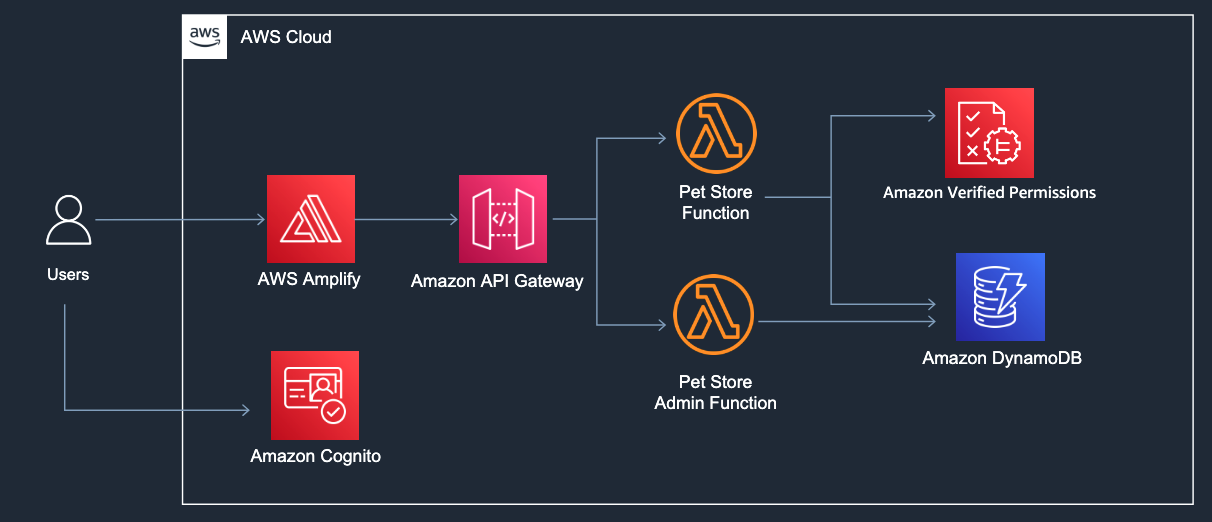 aws
AWS Cloud
Pet Store
Function
Amazon Verified Permissions
Users
AWS Amplify
</>
Amazon API Gateway
Pet Store
Admin Function
Amazon DynamoDB
Amazon Cognito